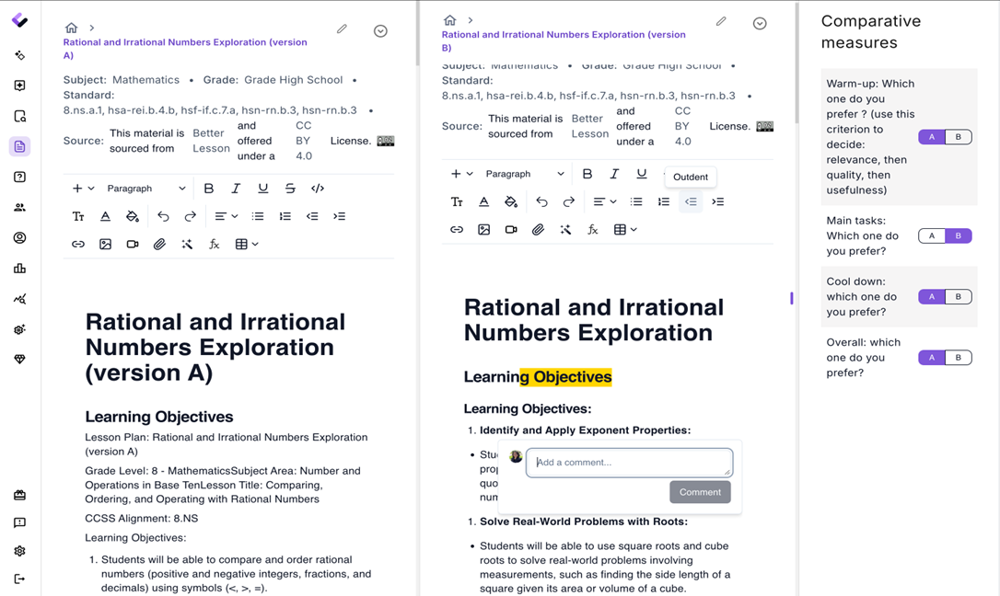 Rational and Irrational Numbers Exploration (version
A)
Subject: Mathematics • Grade: Grade High School •
Standard:
8.ns.a.1, hsa-rei.b.4.b, hsf-if.c.7.a, hsn-rn.b.3, hsn-rn.b.3 •
Source: This material is sourced from Better Lesson and offered under a CC BY 4.0 License.
Paragraph
B I U S </>
Tт A
fx
Rational and Irrational
Numbers Exploration
(version A)
Learning Objectives
Lesson Plan: Rational and Irrational Numbers Exploration
(version A)
Grade Level: 8 - MathematicsSubject Area: Number and
Operations in Base TenLesson Title: Comparing,
Ordering, and Operating with Rational Numbers
CCSS Alignment: 8.NS
Learning Objectives:
1. Students will be able to compare and order rational
numbers (positive and negative integers, fractions, and
decimals) using symbols (<, >, =).
Rational and Irrational Numbers Exploration (version
B)
Subject: Mathematics • Grade: Grade High School •
Standard:
8.ns.a.1, hsa-rei.b.4.b, hsf-if.c.7.a, hsn-rn.b.3, hsn-rn.b.3 •
Source: This material is sourced from Better Lesson and offered under a CC BY 4.0 License.
Paragraph
B I U
Outdent
Tт A
fx
Rational and Irrational
Numbers Exploration
Learning Objectives
Learning Objectives:
1. Identify and Apply Exponent Properties:
• Stu
prop
quo
num
Add a comment...
Comment
1. Solve Real-World Problems with Roots:
• Students will be able to use square roots and cube
roots to solve real-world problems involving
measurements, such as finding the side length of a
square given its area or volume of a cube.
Comparative
measures
Warm-up: Which
one do you
prefer ? (use this
criterion to
decide:
relevance, then
quality, then
usefulness)
A B
Main tasks:
Which one do
you prefer?
A B
Cool down:
which one do
you prefer?
A B
Overall: which
one do you
prefer?
A B